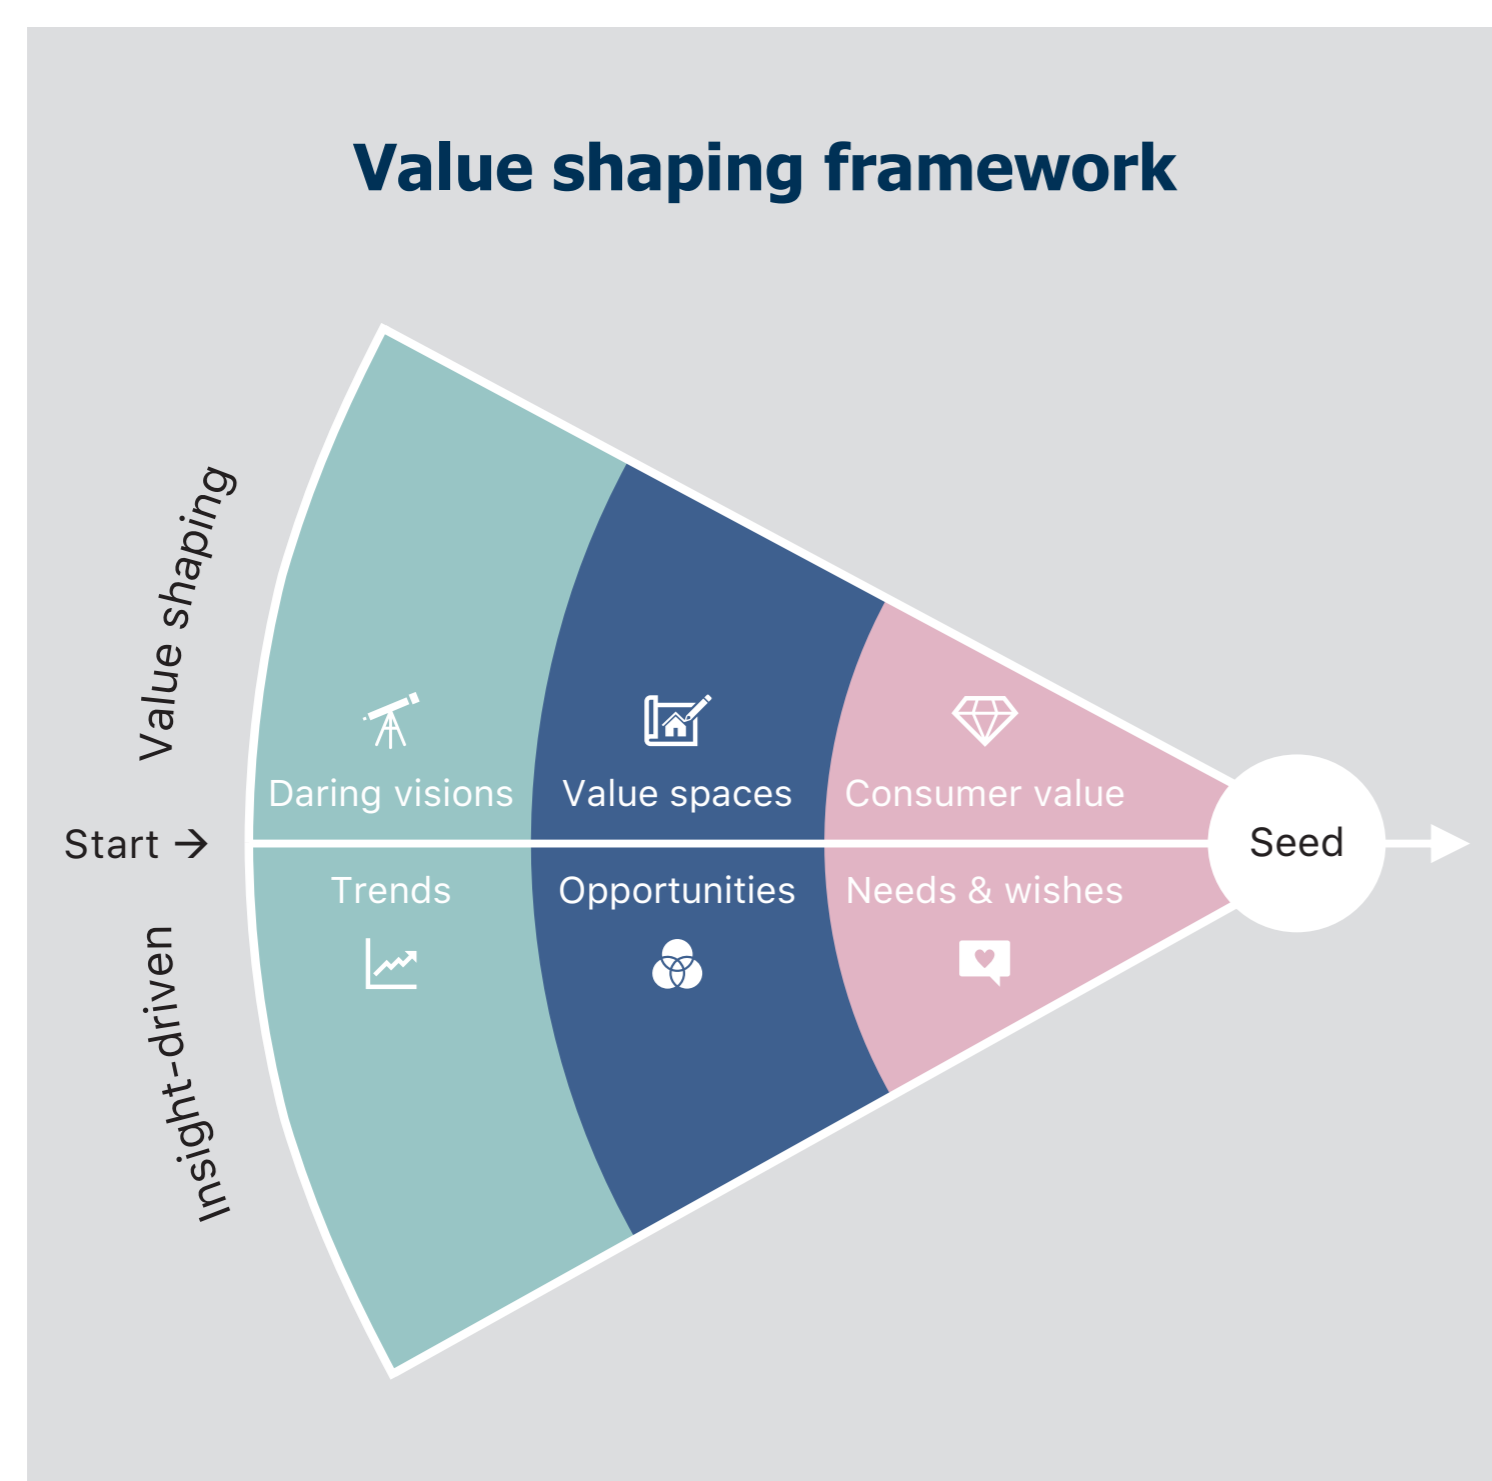 Value shaping framework
Value shaping
Daring visions
Value spaces
Consumer value
Start →
Seed
Trends
Opportunities
Needs & wishes
Insight-driven